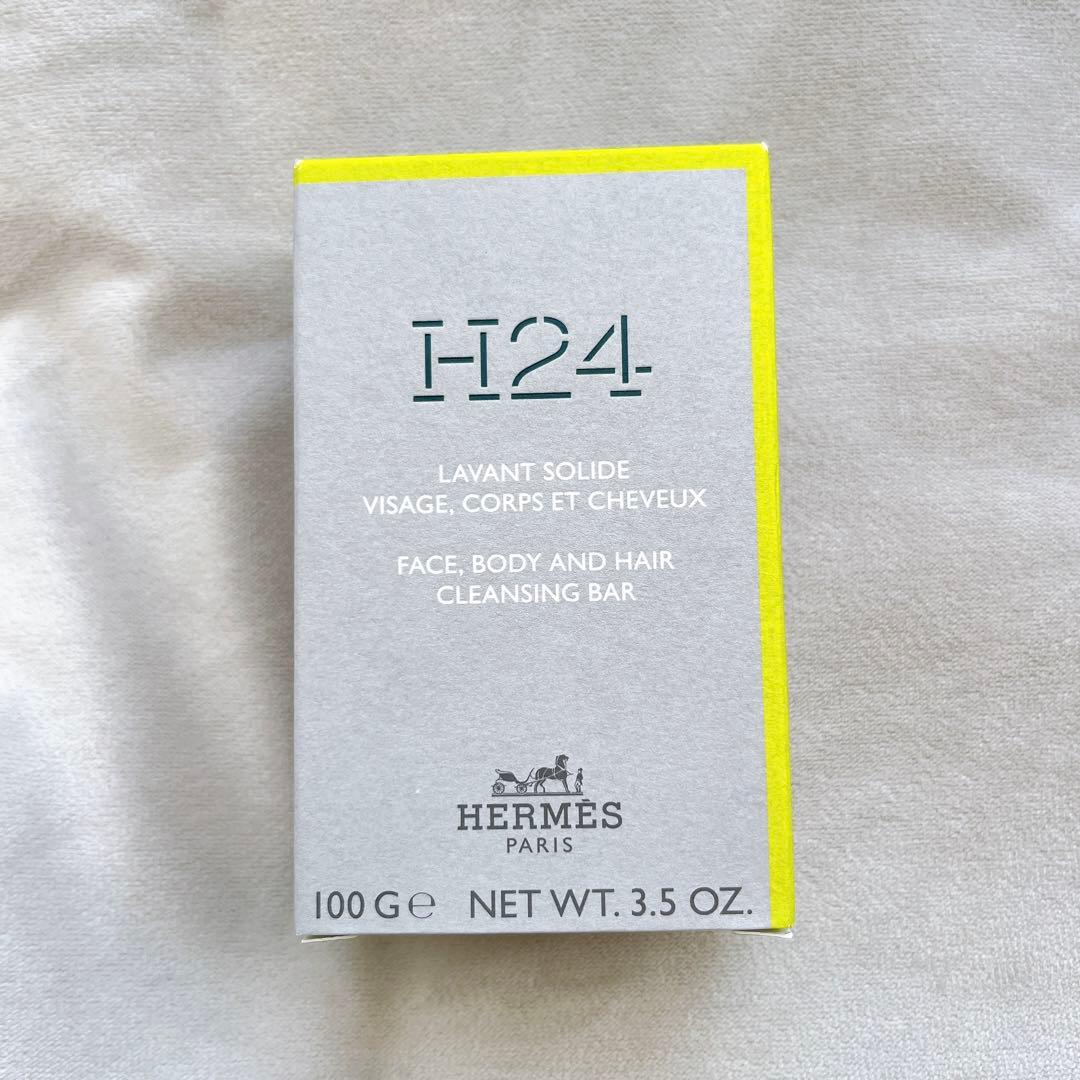 H24
LAVANT SOLIDE
VISAGE, CORPS ET CHEVEUX
FACE, BODY AND HAIR
CLEANSING BAR
HERMÈS
PARIS
100 G℮ NET WT. 3.5 OZ.